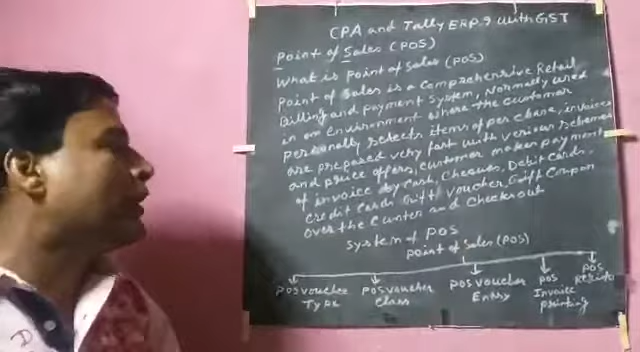 CPA and Tally ERP.9 with GST
Point of Sales (POS)
What is Point of Sales (POS)
Point of Sales is a Comprehensive Retail
Billing and Payment System, Normally used
in an Environment where the Customer
Personally selects items of perchane, invoices
are prepared very fast with verious schemes
and price offers, Customer makes payment
of invoice by Cash, Cheques, Debit Cards,
Credit Cards Gift Voucher, Gift Coupon
over the Counter and Checkout
System of POS
Point of Sales (POS)
POS Voucher Type
POS Voucher Class
POS Voucher Entry
POS Invoice Printing
POS